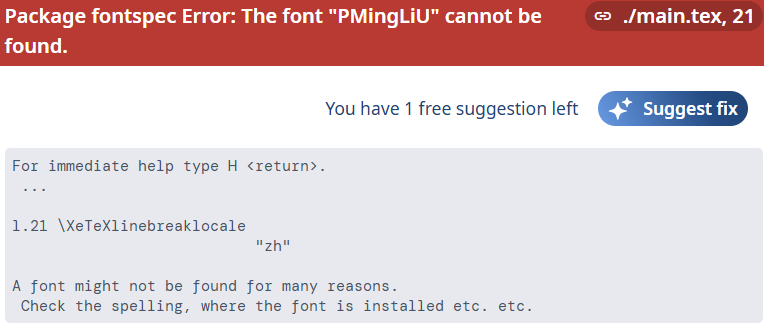 Package fontspec Error: The font "PMingLiU" cannot be
found.
./main.tex, 21
You have 1 free suggestion left
Suggest fix
For immediate help type H <return>.
...
l.21 \XeTeXlinebreaklocale
"zh"
A font might not be found for many reasons.
Check the spelling, where the font is installed etc. etc.